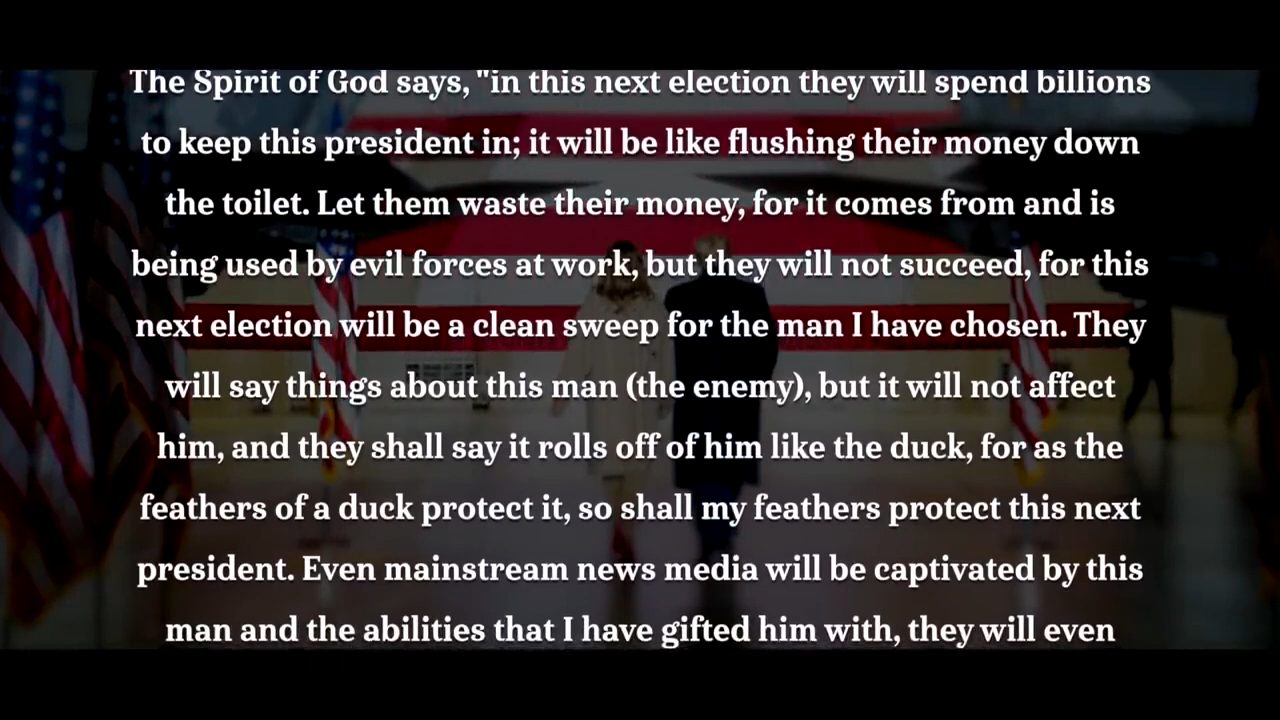 The Spirit of God says, "in this next election they will spend billions
to keep this president in; it will be like flushing their money down
the toilet. Let them waste their money, for it comes from and is
being used by evil forces at work, but they will not succeed, for this
next election will be a clean sweep for the man I have chosen. They
will say things about this man (the enemy), but it will not affect
him, and they shall say it rolls off of him like the duck, for as the
feathers of a duck protect it, so shall my feathers protect this next
president. Even mainstream news media will be captivated by this
man and the abilities that I have gifted him with, they will even